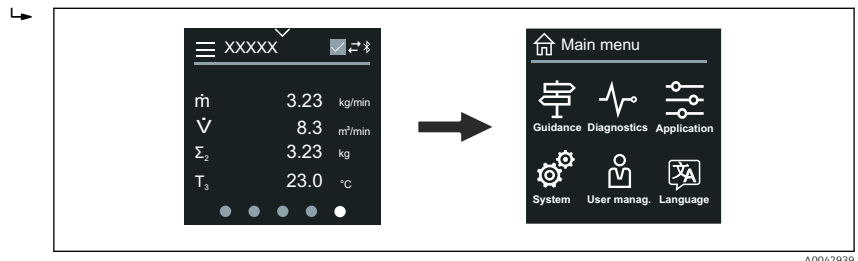 XXXXX
ṁ 3.23 kg/min
V̇ 8.3 m³/min
Σ₂ 3.23 kg
T₃ 23.0 °C
Main menu
Guidance Diagnostics Application
System User manag. Language
A0042939